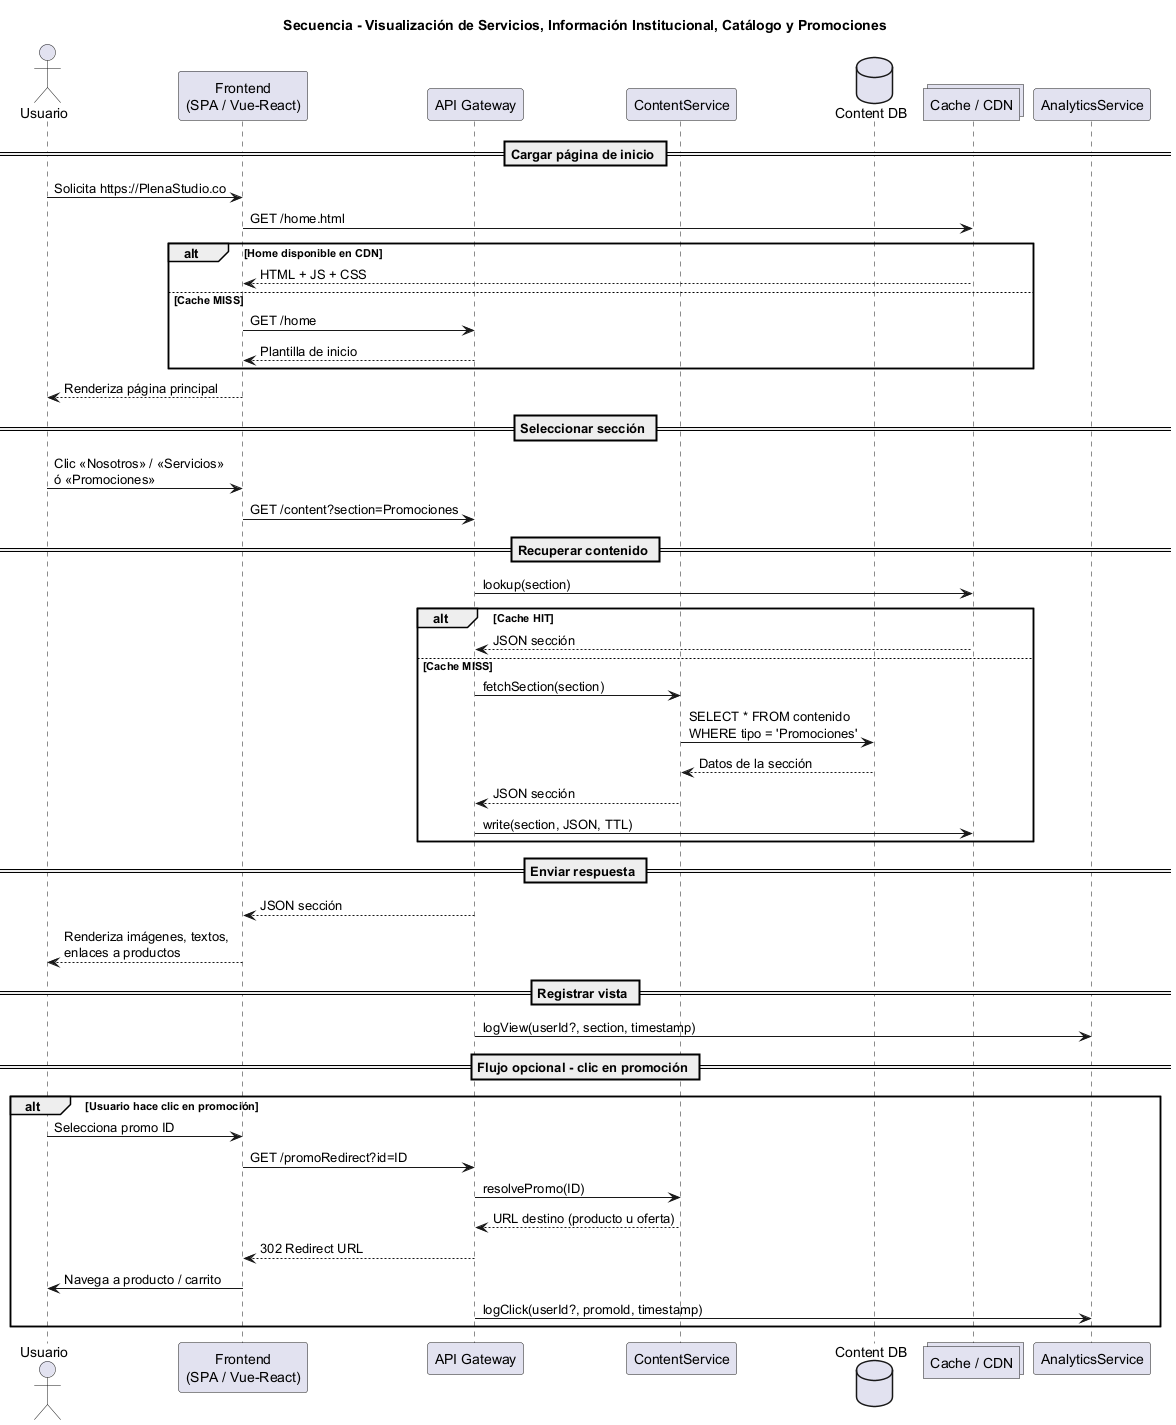 Secuencia - Visualización de Servicios, Información Institucional, Catálogo y Promociones
Usuario
Frontend
(SPA / Vue-React)
API Gateway
ContentService
Content DB
Cache / CDN
AnalyticsService
Cargar página de inicio
Solicita https://PlenaStudio.co
GET /home.html
alt
[Home disponible en CDN]
HTML + JS + CSS
[Cache MISS]
GET /home
Plantilla de inicio
Renderiza página principal
Seleccionar sección
Clic «Nosotros» / «Servicios»
ó «Promociones»
GET /content?section=Promociones
Recuperar contenido
lookup(section)
alt
[Cache HIT]
JSON sección
[Cache MISS]
fetchSection(section)
SELECT * FROM contenido
WHERE tipo = 'Promociones'
Datos de la sección
JSON sección
write(section, JSON, TTL)
Enviar respuesta
JSON sección
Renderiza imágenes, textos,
enlaces a productos
Registrar vista
logView(userId?, section, timestamp)
Flujo opcional - clic en promoción
alt
[Usuario hace clic en promoción]
Selecciona promo ID
GET /promoRedirect?id=ID
resolvePromo(ID)
URL destino (producto u oferta)
302 Redirect URL
Navega a producto / carrito
logClick(userId?, promoId, timestamp)
Usuario
Frontend
(SPA / Vue-React)
API Gateway
ContentService
Content DB
Cache / CDN
AnalyticsService